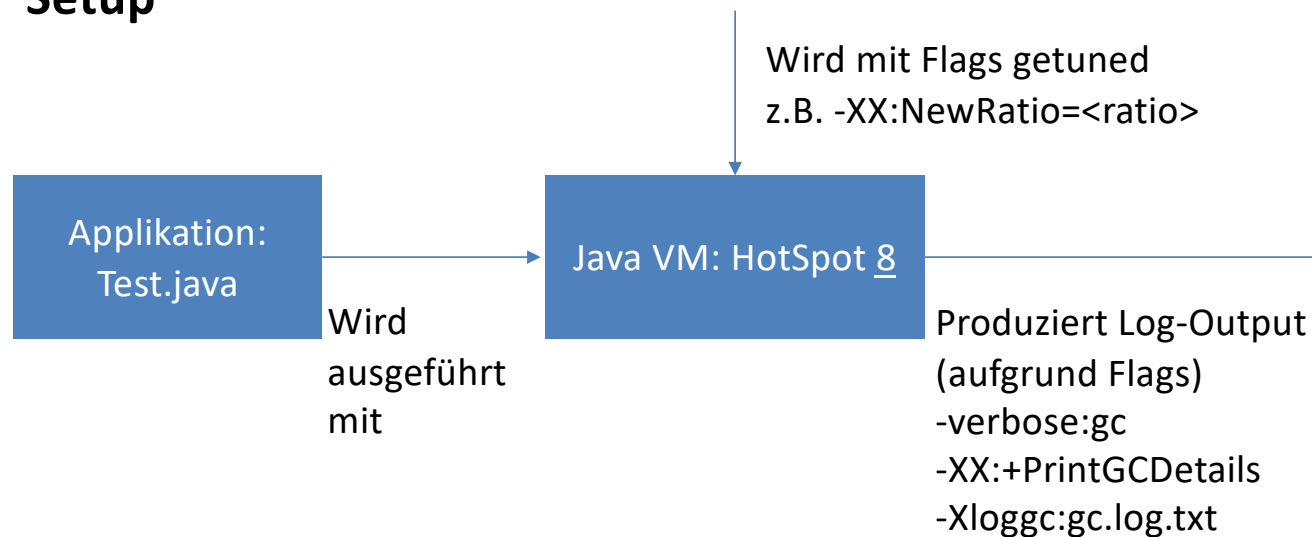 Setup
Wird mit Flags getuned
z.B. -XX:NewRatio=<ratio>
Applikation:
Test.java
Java VM: HotSpot 8
Wird
ausgeführt
mit
Produziert Log-Output
(aufgrund Flags)
-verbose:gc
-XX:+PrintGCDetails
-Xloggc:gc.log.txt